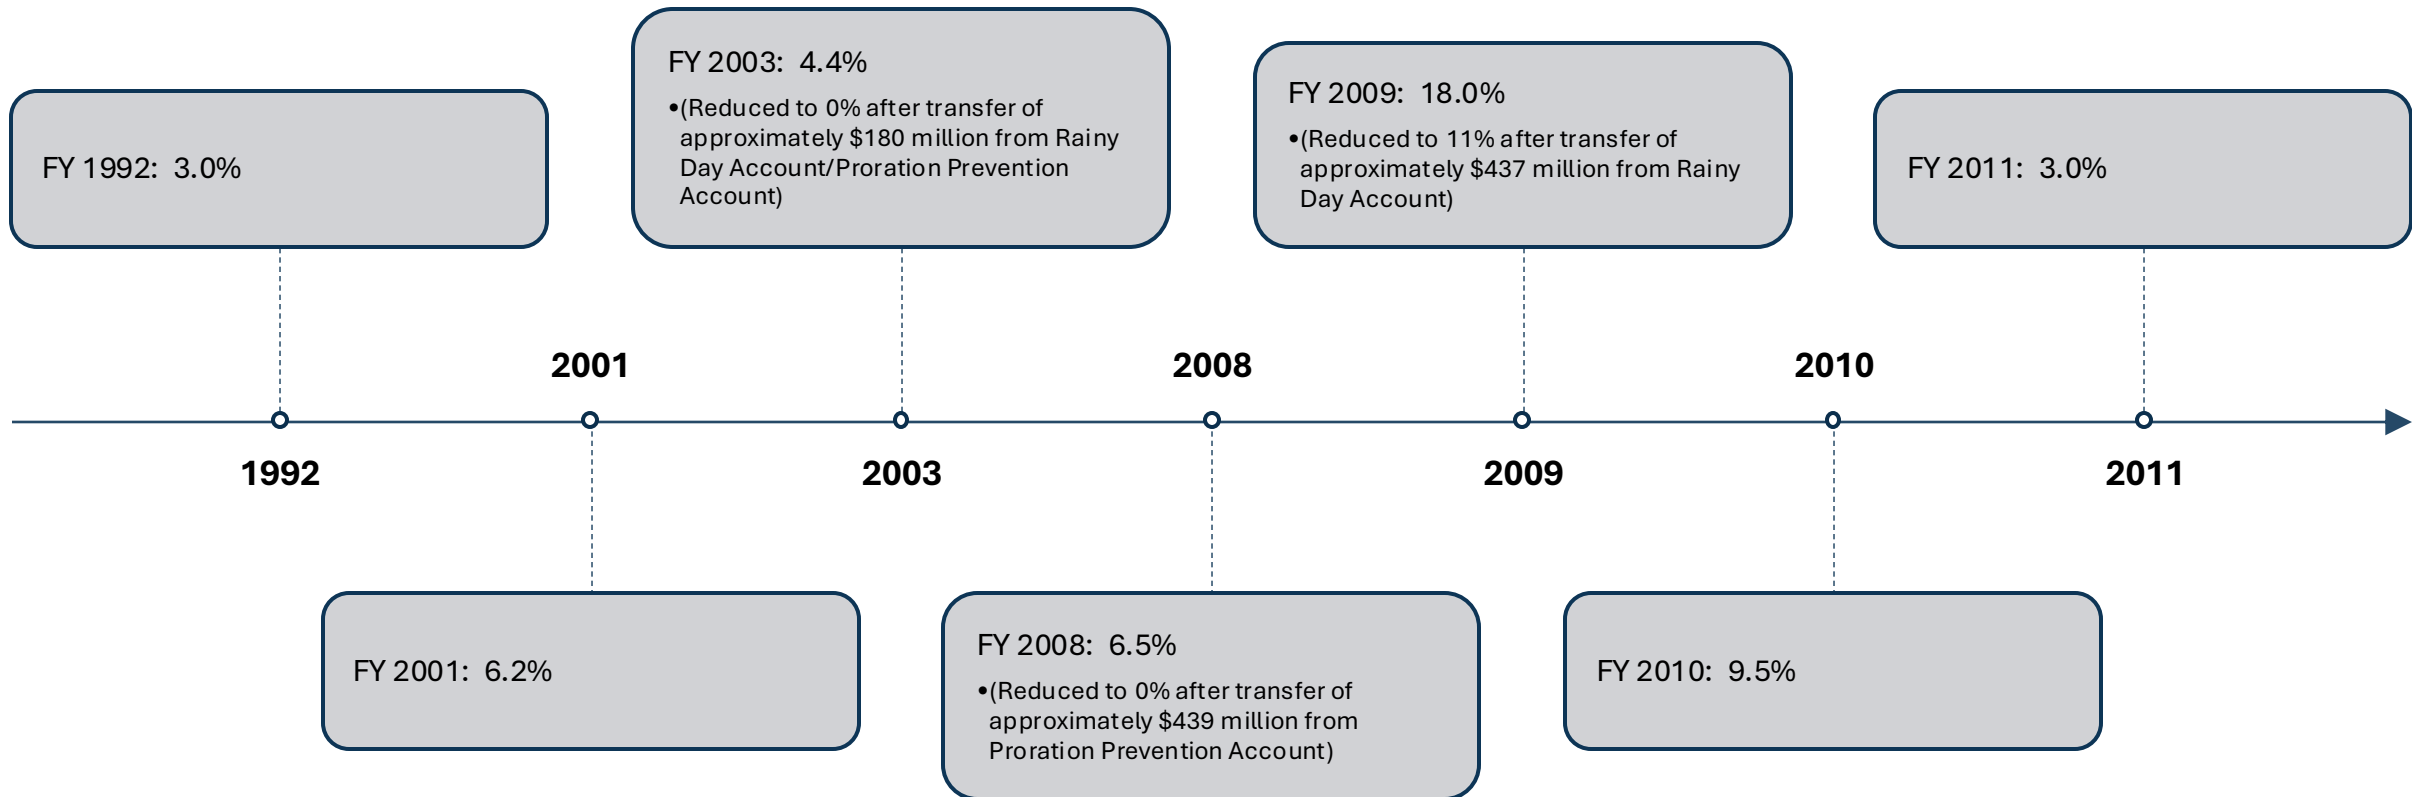 FY 1992: 3.0%
FY 2003: 4.4%
•(Reduced to 0% after transfer of
approximately $180 million from Rainy
Day Account/Proration Prevention
Account)
FY 2009: 18.0%
•(Reduced to 11% after transfer of
approximately $437 million from Rainy
Day Account)
FY 2011: 3.0%
2001
2008
2010
1992
2003
2009
2011
FY 2001: 6.2%
FY 2008: 6.5%
•(Reduced to 0% after transfer of
approximately $439 million from
Proration Prevention Account)
FY 2010: 9.5%